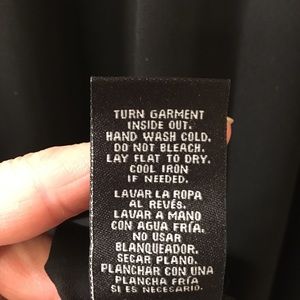 TURN GARMENT
INSIDE OUT.
HAND WASH COLD.
DO NOT BLEACH.
LAY FLAT TO DRY.
COOL IRON
IF NEEDED.
LAVAR LA ROPA
AL REVÉS.
LAVAR A MANO
CON AGUA FRÍA.
NO USAR
BLANQUEADOR.
SECAR PLANO.
PLANCHAR CON UNA
PLANCHA FRÍA
SI ES NECESARIO.